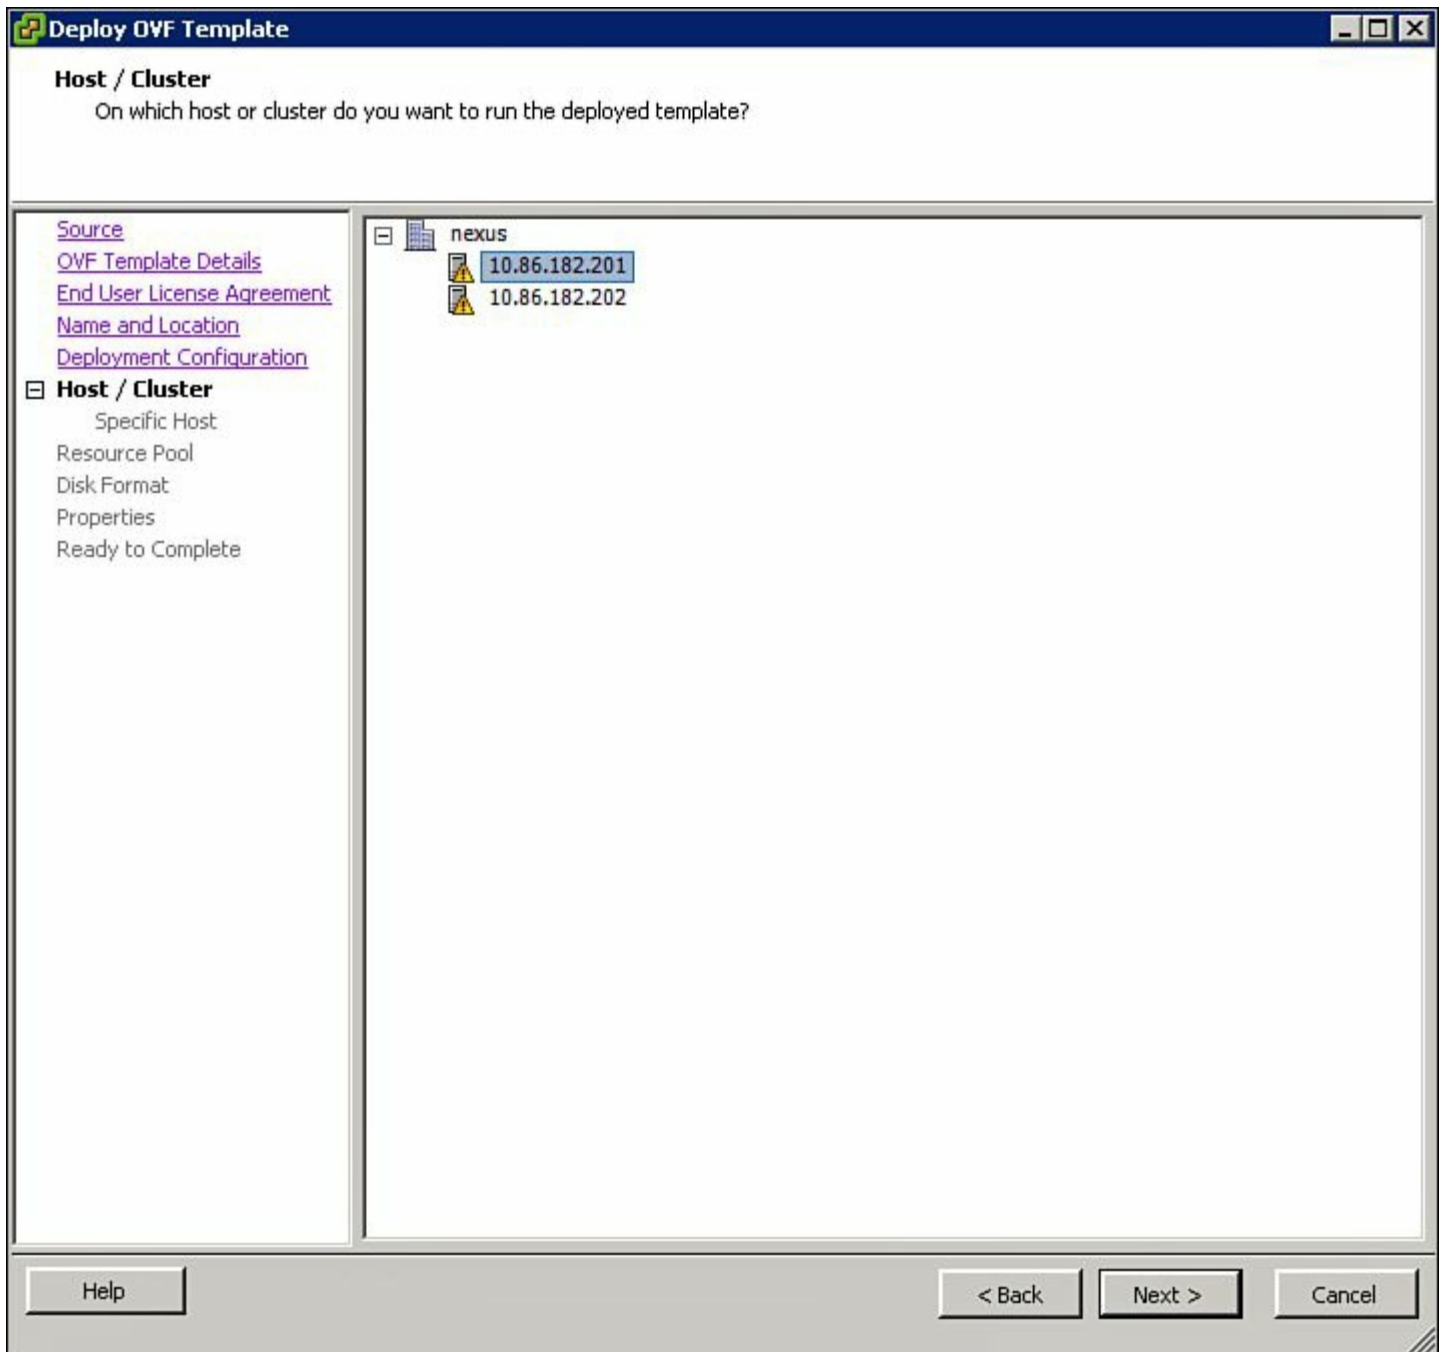 Deploy OVF Template
Host / Cluster
On which host or cluster do you want to run the deployed template?
Source
OVF Template Details
End User License Agreement
Name and Location
Deployment Configuration
Host / Cluster
Specific Host
Resource Pool
Disk Format
Properties
Ready to Complete
nexus
10.86.182.201
10.86.182.202
Help
< Back
Next >
Cancel